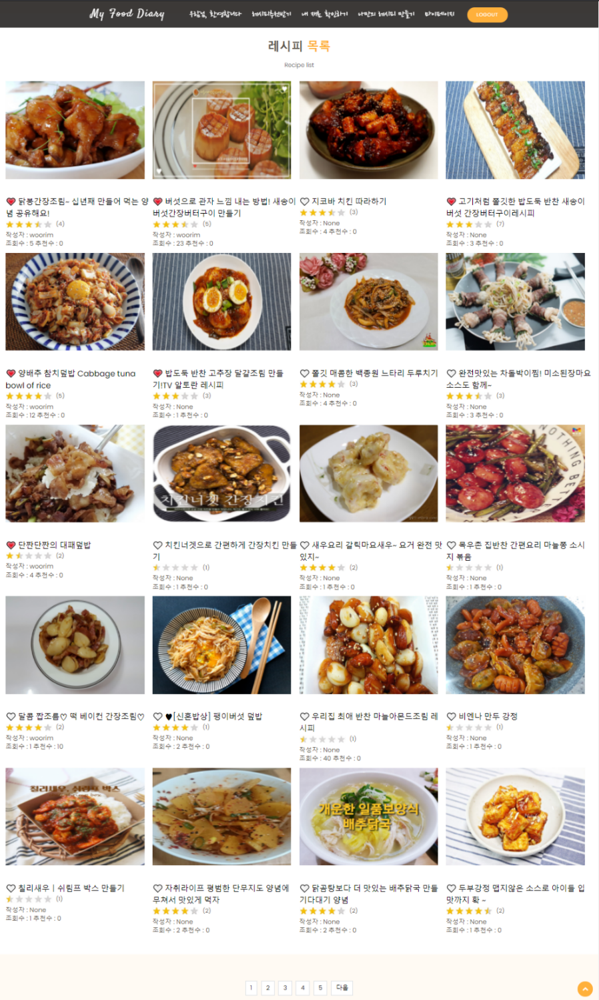 My Food Diary
우람님, 환영합니다 레시피추천받기 내 재료 확인하기 나만의 레시피 만들기 마이페이지 LOGOUT
레시피 목록
Recipe list
닭봉간장조림~ 십년째 만들어 먹는 양
념 공유해요!
(4)
작성자 : woorim
조회수 : 5 추천수 : 0
버섯으로 관자 느낌 내는 방법! 새송이
버섯간장버터구이 만들기
(5)
작성자 : woorim
조회수 : 23 추천수 : 0
지코바 치킨 따라하기
(3)
작성자 : None
조회수 : 4 추천수 : 0
고기처럼 쫄깃한 밥도둑 반찬 새송이
버섯 간장버터구이레시피
(7)
작성자 : None
조회수 : 3 추천수 : 0
양배추 참치덮밥 Cabbage tuna
bowl of rice
(5)
작성자 : woorim
조회수 : 12 추천수 : 0
밥도둑 반찬 고추장 달걀조림 만들
기!TV 알토란 레시피
(3)
작성자 : None
조회수 : 1 추천수 : 0
쫄깃 매콤한 백종원 느타리 두루치기
(3)
작성자 : None
조회수 : 4 추천수 : 0
완전맛있는 차돌박이찜! 미소된장마요
소스도 함께~
(3)
작성자 : None
조회수 : 3 추천수 : 0
단짠단짠의 대패덮밥
(2)
작성자 : woorim
조회수 : 4 추천수 : 0
치킨너겟 간장치킨
치킨너겟으로 간편하게 간장치킨 만들
기
(1)
작성자 : None
조회수 : 1 추천수 : 0
새우요리 갈릭마요새우~ 요거 완전 맛
있지~
(2)
작성자 : None
조회수 : 1 추천수 : 0
NOTHING BETTE
목우촌 집반찬 간편요리 마늘쫑 소시
지 볶음
(1)
작성자 : None
조회수 : 1 추천수 : 0
달콤 짭조름♡ 떡 베이컨 간장조림♡
(2)
작성자 : woorim
조회수 : 1 추천수 : 10
♥[신혼밥상] 팽이버섯 덮밥
(1)
작성자 : None
조회수 : 2 추천수 : 0
우리집 최애 반찬 마늘아몬드조림 레
시피
(1)
작성자 : None
조회수 : 40 추천수 : 0
비엔나 만두 강정
(1)
작성자 : None
조회수 : 1 추천수 : 0
칠리새우, 쉬림프 박스
칠리새우 | 쉬림프 박스 만들기
(1)
작성자 : None
조회수 : 1 추천수 : 0
자취라이프 평범한 단무지도 양념에
무쳐서 맛있게 먹자
(2)
작성자 : None
조회수 : 2 추천수 : 0
개운한 일품보양식
배추닭국
닭곰탕보다 더 맛있는 배추닭국 만들
기다대기 양념
(2)
작성자 : None
조회수 : 2 추천수 : 0
두부강정 맵지않은 소스로 아이들 입
맛까지 확 ~
(2)
작성자 : None
조회수 : 1 추천수 : 0
1 2 3 4 5 다음